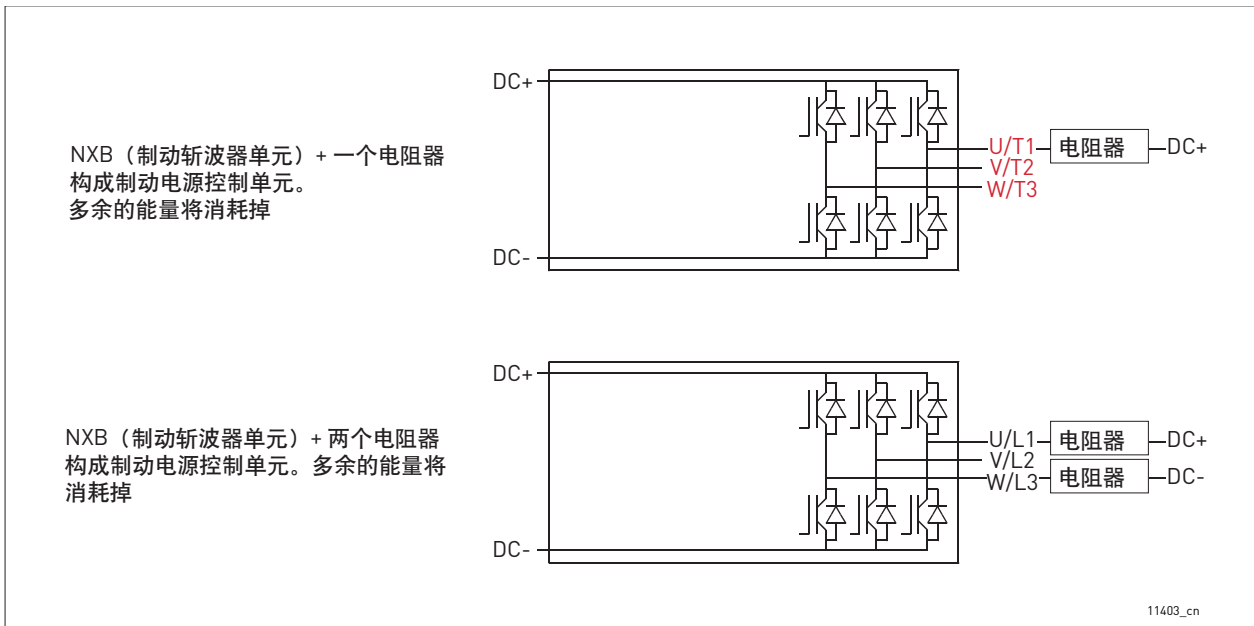 DC+
NXB（制动斩波器单元）+ 一个电阻器
构成制动电源控制单元。
多余的能量将消耗掉
U/T1 电阻器 DC+
V/T2
W/T3
DC-
DC+
NXB（制动斩波器单元）+ 两个电阻器
构成制动电源控制单元。多余的能量将
消耗掉
U/L1 电阻器 DC+
V/L2
W/L3 电阻器 DC-
DC-
11403_cn